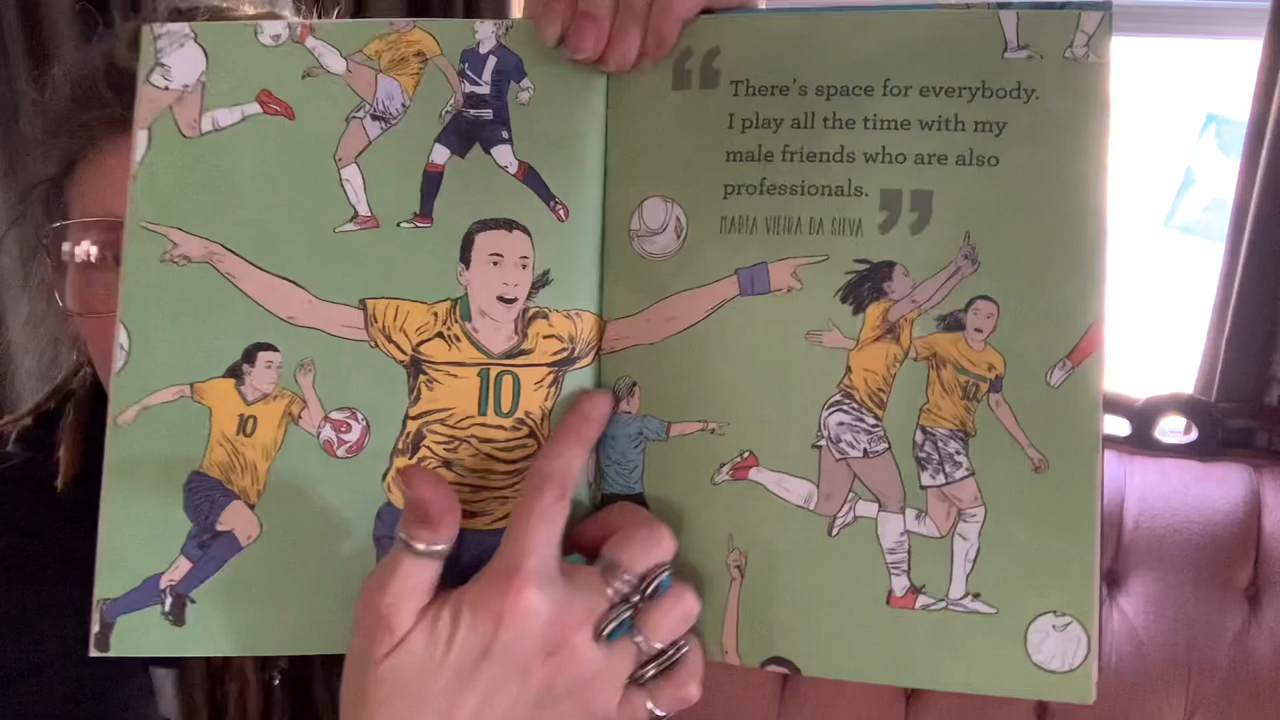 10
10
10
“
There's space for everybody.
I play all the time with my
male friends who are also
professionals.
”
MARIA VIEIRA DA SILVA